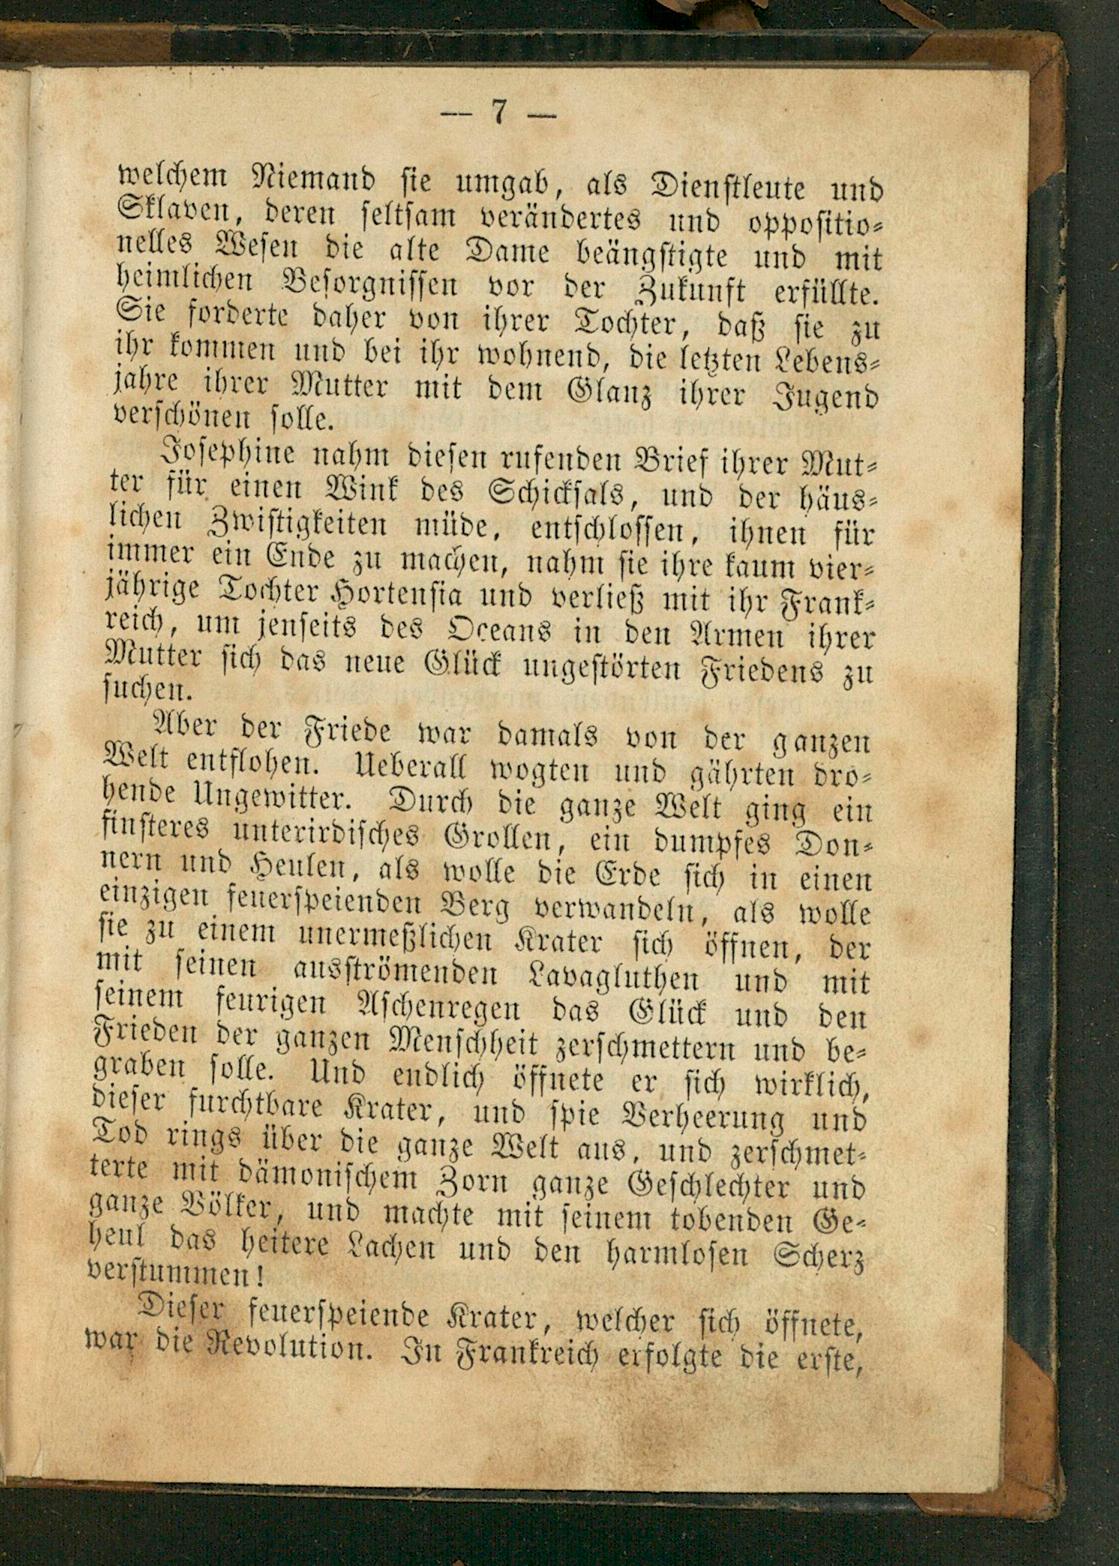 — 7 —
welchem Niemand sie umgab, als Dienstleute und
Sklaven, deren seltsam verändertes und oppositio-
nelles Wesen die alte Dame beängstigte und mit
heimlichen Besorgnissen vor der Zukunft erfüllte.
Sie forderte daher von ihrer Tochter, daß sie zu
ihr kommen und bei ihr wohnend, die letzten Lebens-
jahre ihrer Mutter mit dem Glanz ihrer Jugend
verschönen solle.
Josephine nahm diesen rufenden Brief ihrer Mut-
ter für einen Wink des Schicksals, und der häus-
lichen Zwistigkeiten müde, entschlossen, ihnen für
immer ein Ende zu machen, nahm sie ihre kaum vier-
jährige Tochter Hortensia und verließ mit ihr Frank-
reich, um jenseits des Oceans in den Armen ihrer
Mutter sich das neue Glück ungestörten Friedens zu
suchen.
Aber der Friede war damals von der ganzen
Welt entflohen. Ueberall wogten und gährten dro-
hende Ungewitter. Durch die ganze Welt ging ein
finsteres unterirdisches Grollen, ein dumpfes Don-
nern und Heulen, als wolle die Erde sich in einen
einzigen feuerspeienden Berg verwandeln, als wolle
sie zu einem unermeßlichen Krater sich öffnen, der
mit seinen ausströmenden Lavagluthen und mit
seinem feurigen Aschenregen das Glück und den
Frieden der ganzen Menschheit zerschmettern und be-
graben solle. Und endlich öffnete er sich wirklich,
dieser furchtbare Krater, und spie Verheerung und
Tod rings über die ganze Welt aus, und zerschmet-
terte mit dämonischem Zorn ganze Geschlechter und
ganze Völker, und machte mit seinem tobenden Ge-
heul das heitere Lachen und den harmlosen Scherz
verstummen!
Dieser feuerspeiende Krater, welcher sich öffnete,
war die Revolution. In Frankreich erfolgte die erste,